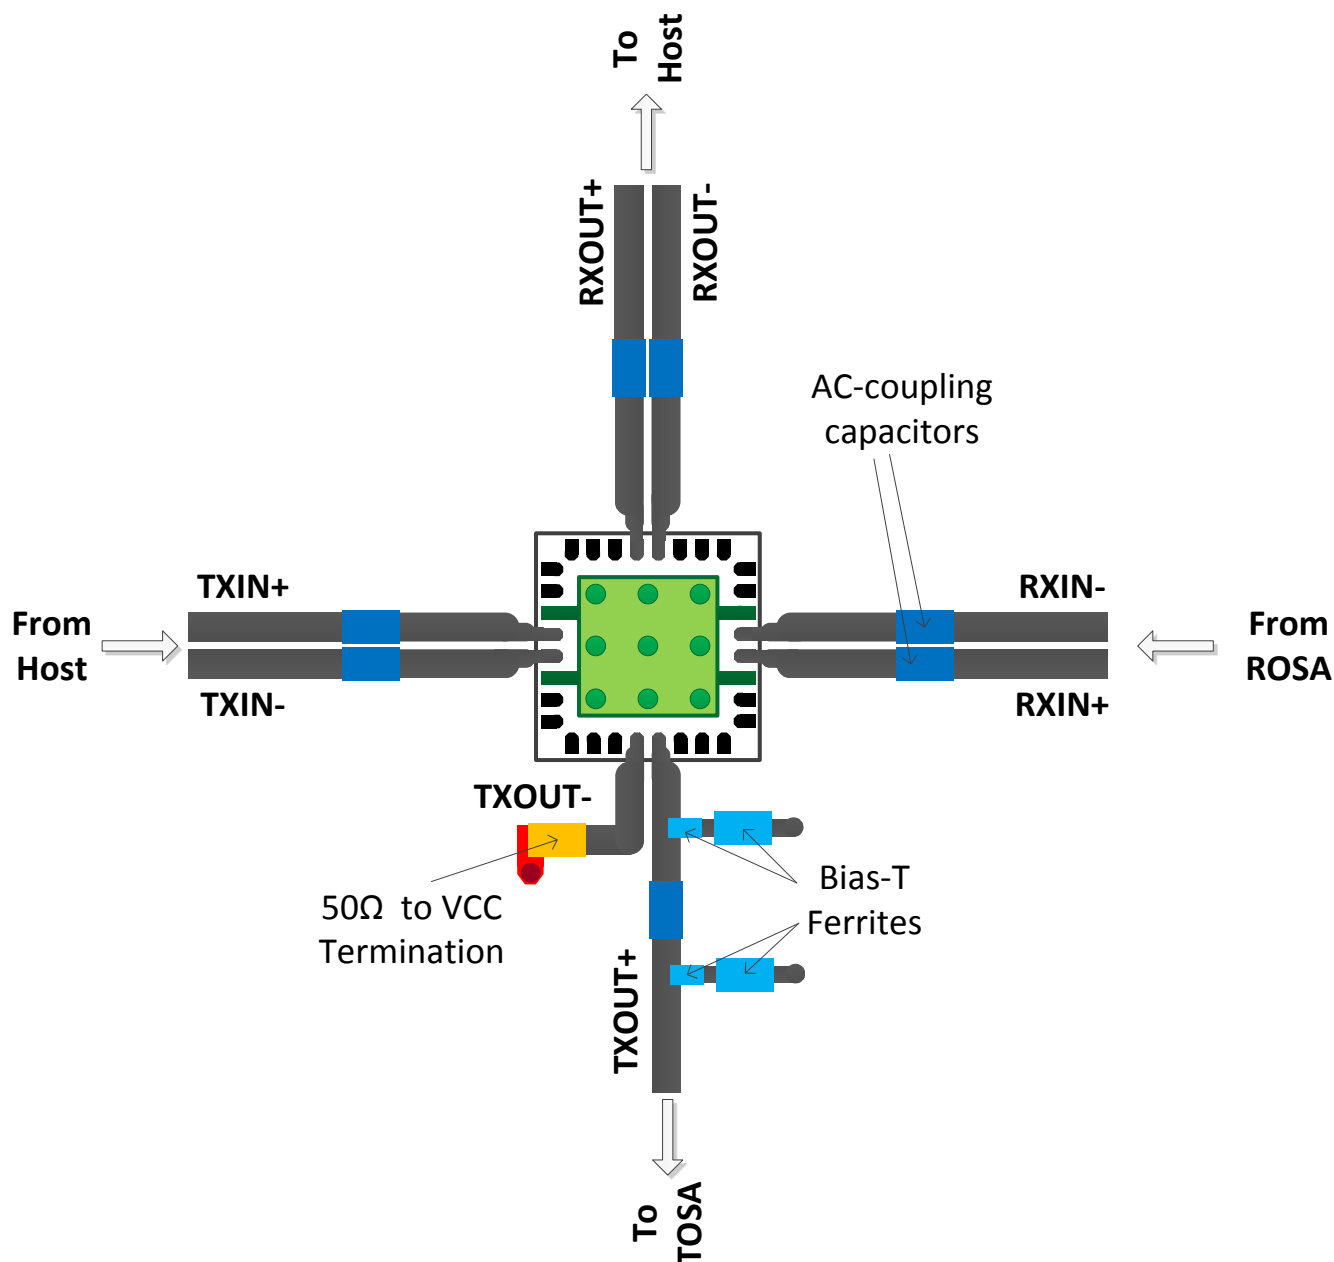 To
Host
RXOUT+
RXOUT-
AC-coupling
capacitors
TXIN+
RXIN-
From
Host
From
ROSA
TXIN-
RXIN+
TXOUT-
50Ω to VCC
Termination
Bias-T
Ferrites
TXOUT+
To
TOSA